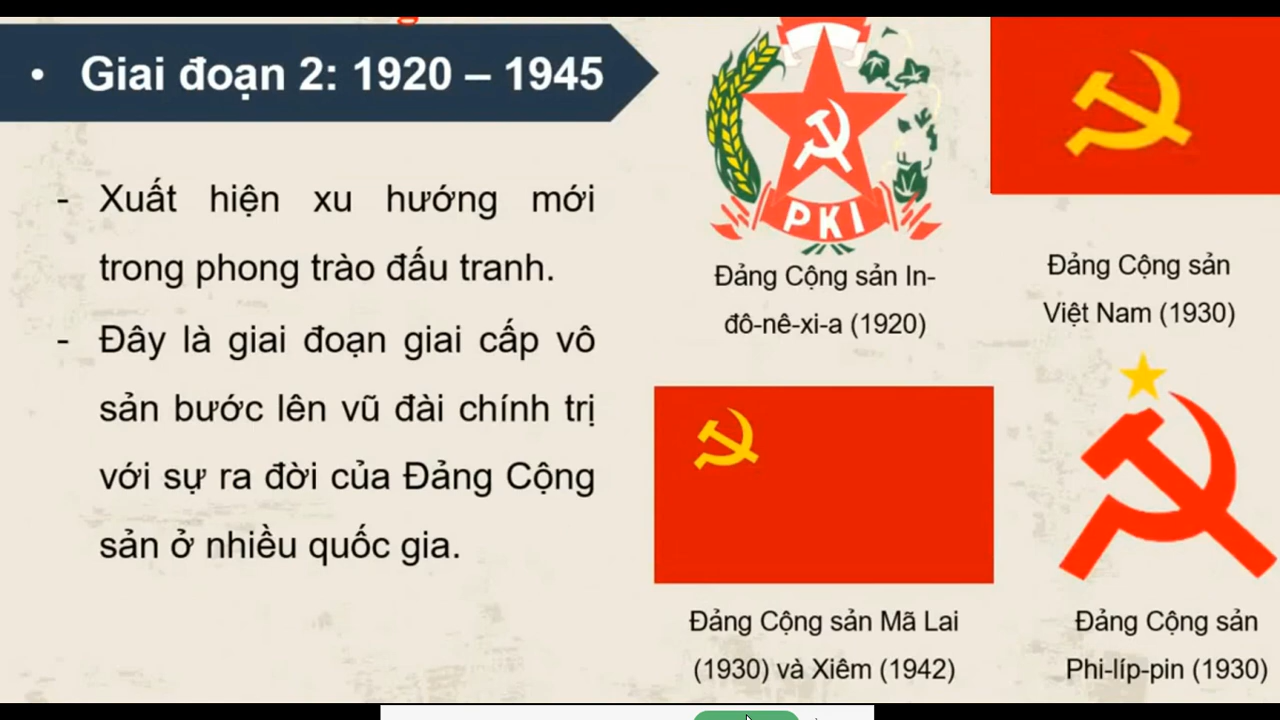 • Giai đoạn 2: 1920 – 1945
- Xuất hiện xu hướng mới
trong phong trào đấu tranh.
- Đây là giai đoạn giai cấp vô
sản bước lên vũ đài chính trị
với sự ra đời của Đảng Cộng
sản ở nhiều quốc gia.
PKI
Đảng Cộng sản In-
đô-nê-xi-a (1920)
Đảng Cộng sản
Việt Nam (1930)
Đảng Cộng sản Mã Lai
(1930) và Xiêm (1942)
Đảng Cộng sản
Phi-líp-pin (1930)